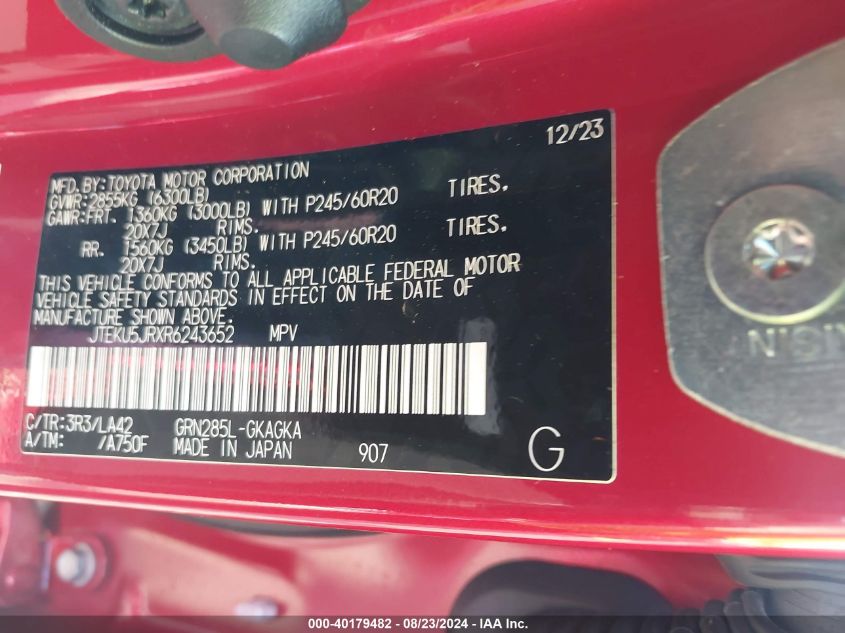 12/23
MFD.BY:TOYOTA MOTOR CORPORATION
GVWR:2855KG (6300LB)
GAWR:FRT. 1360KG (3000LB) WITH P245/60R20 TIRES.
20X7J RIMS.
RR. 1560KG (3450LB) WITH P245/60R20 TIRES.
20X7J RIMS.
THIS VEHICLE CONFORMS TO ALL APPLICABLE FEDERAL MOTOR
VEHICLE SAFETY STANDARDS IN EFFECT ON THE DATE OF
MANUFACTURE SHOWN ABOVE.
JTEKU5JRXR6243652 MPV
C/TR:3R3/LA42 GRN285L-GKAGKA
A/TM: /A750F MADE IN JAPAN 907 G
000-40179482 - 08/23/2024 - IAA Inc.